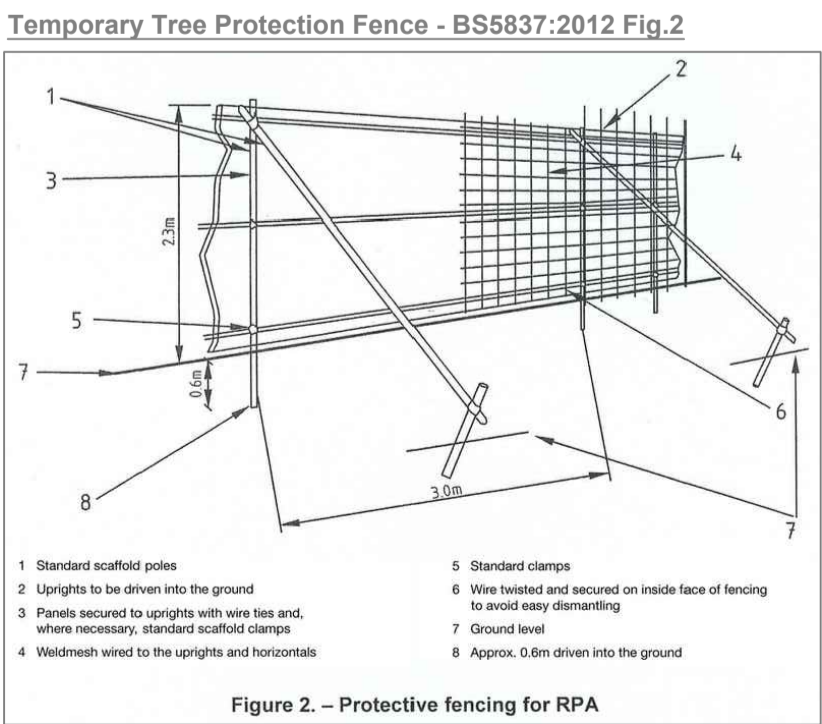 Temporary Tree Protection Fence - BS5837:2012 Fig.2
1
2
3
4
2.3m
5
7
0.6m
6
8
3.0m
7
1 Standard scaffold poles
2 Uprights to be driven into the ground
3 Panels secured to uprights with wire ties and,
where necessary, standard scaffold clamps
4 Weldmesh wired to the uprights and horizontals
5 Standard clamps
6 Wire twisted and secured on inside face of fencing
to avoid easy dismantling
7 Ground level
8 Approx. 0.6m driven into the ground
Figure 2. – Protective fencing for RPA